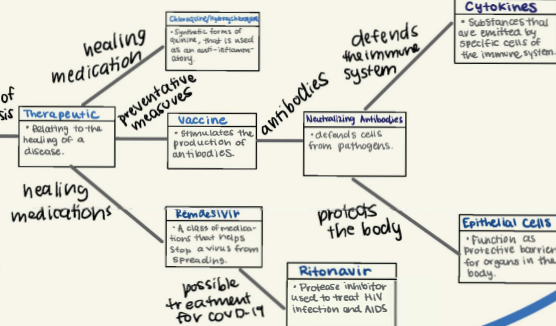 Cytokines
• Substances that
are emitted by
specific cells of
the immune system.
Chloroquine/Hydroxychloroquine
• Synthetic forms of
quinine, that is used
as an anti-inflamm-
atory.
healing
medication
defends
the immune
system
of
sis
Therapeutic
• Relating to the
healing of a
disease.
preventative
measures
Vaccine
• Stimulates the
production of
antibodies.
antibodies
Neutralizing Antibodies
• defends cells
from pathogens.
healing
medications
protects
the body
Remdesivir
• A class of medica-
tions that helps
stop a virus from
spreading.
Epithelial Cells
• Function as
protective barrier
for organs in the
body.
possible
treatment
for COVID-19
Ritonavir
• Protease inhibitor
used to treat HIV
infection and AIDS